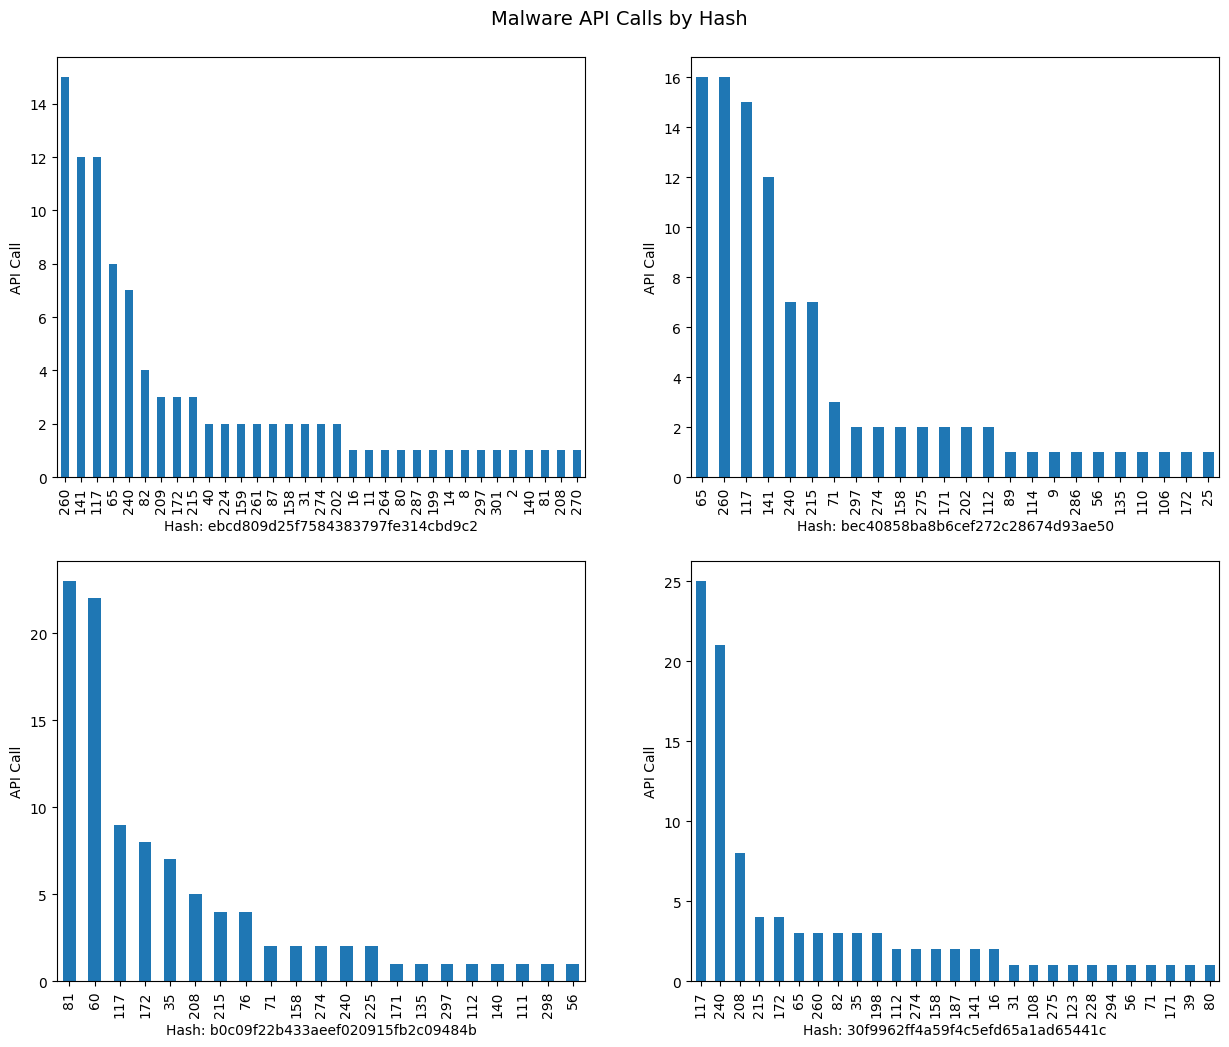 Malware API Calls by Hash
14
12
10
8
6
4
2
0
API Call
260 141 117 65 240 82 209 172 215 40 224 159 261 87 158 31 274 202 16 11 264 80 287 199 14 8 297 301 2 140 81 208 270
Hash: ebcd809d25f7584383797fe314cbd9c2
16
14
12
10
8
6
4
2
0
API Call
65 260 117 141 240 215 71 297 274 158 275 171 202 112 89 114 9 286 56 135 110 106 172 25
Hash: bec40858ba8b6cef272c28674d93ae50
20
15
10
5
0
API Call
81 60 117 172 35 208 215 76 71 158 274 240 225 171 135 297 112 140 111 298 56
Hash: b0c09f22b433aeef020915fb2c09484b
25
20
15
10
5
0
API Call
117 240 208 215 172 65 260 82 35 198 112 274 158 187 141 16 31 108 275 123 228 294 56 71 171 39 80
Hash: 30f9962ff4a59f4c5efd65a1ad65441c